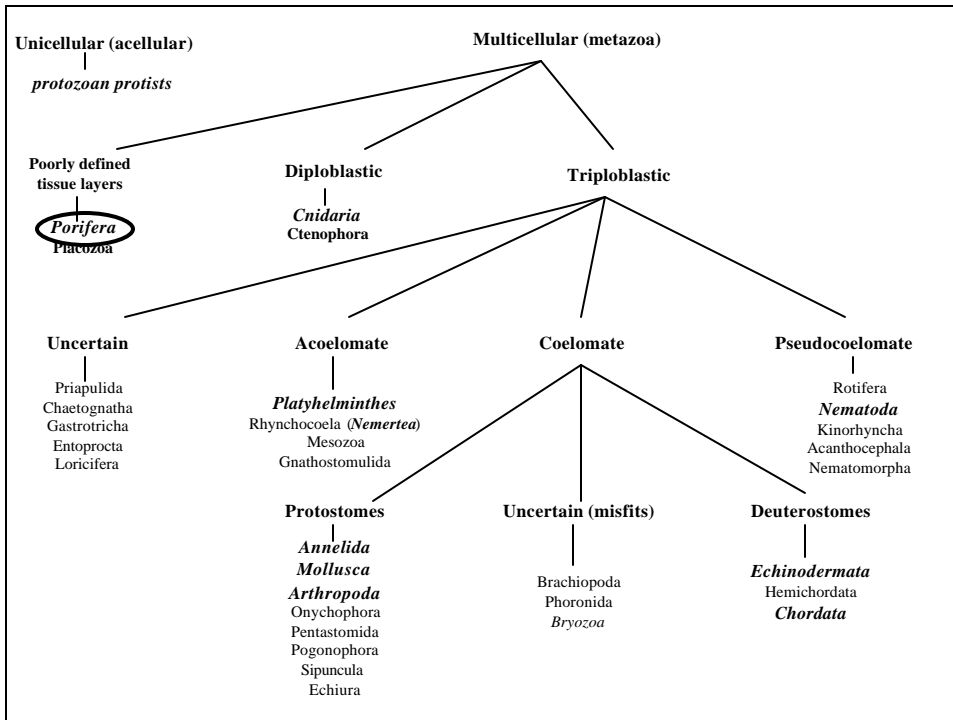 Unicellular (acellular)
Multicellular (metazoa)
protozoan protists
Poorly defined
tissue layers
Porifera
Placozoa
Diploblastic
Cnidaria
Ctenophora
Triploblastic
Uncertain
Priapulida
Chaetognatha
Gastrotricha
Entoprocta
Loricifera
Acoelomate
Platyhelminthes
Rhynchocoela (Nemertea)
Mesozoa
Gnathostomulida
Coelomate
Pseudocoelomate
Rotifera
Nematoda
Kinorhyncha
Acanthocephala
Nematomorpha
Protostomes
Annelida
Mollusca
Arthropoda
Onychophora
Pentastomida
Pogonophora
Sipuncula
Echiura
Uncertain (misfits)
Brachiopoda
Phoronida
Bryozoa
Deuterostomes
Echinodermata
Hemichordata
Chordata